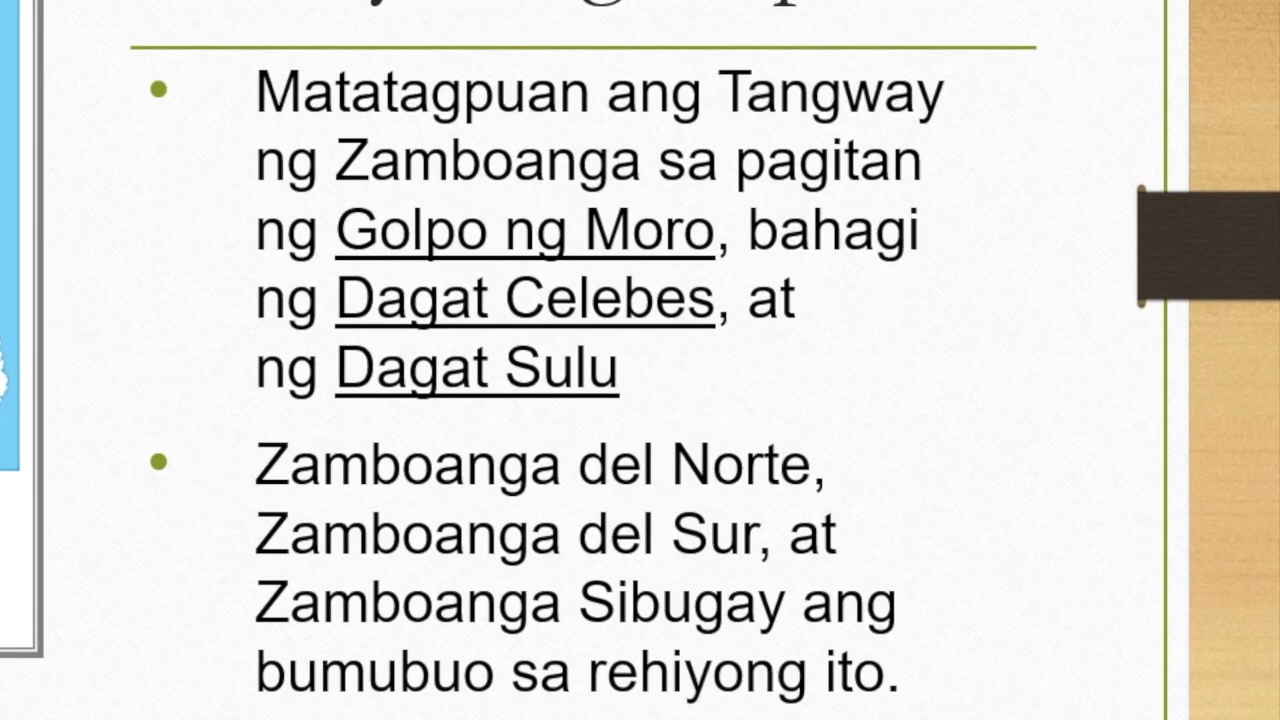 Matatagpuan ang Tangway
ng Zamboanga sa pagitan
ng Golpo ng Moro, bahagi
ng Dagat Celebes, at
ng Dagat Sulu
Zamboanga del Norte,
Zamboanga del Sur, at
Zamboanga Sibugay ang
bumubuo sa rehiyong ito.